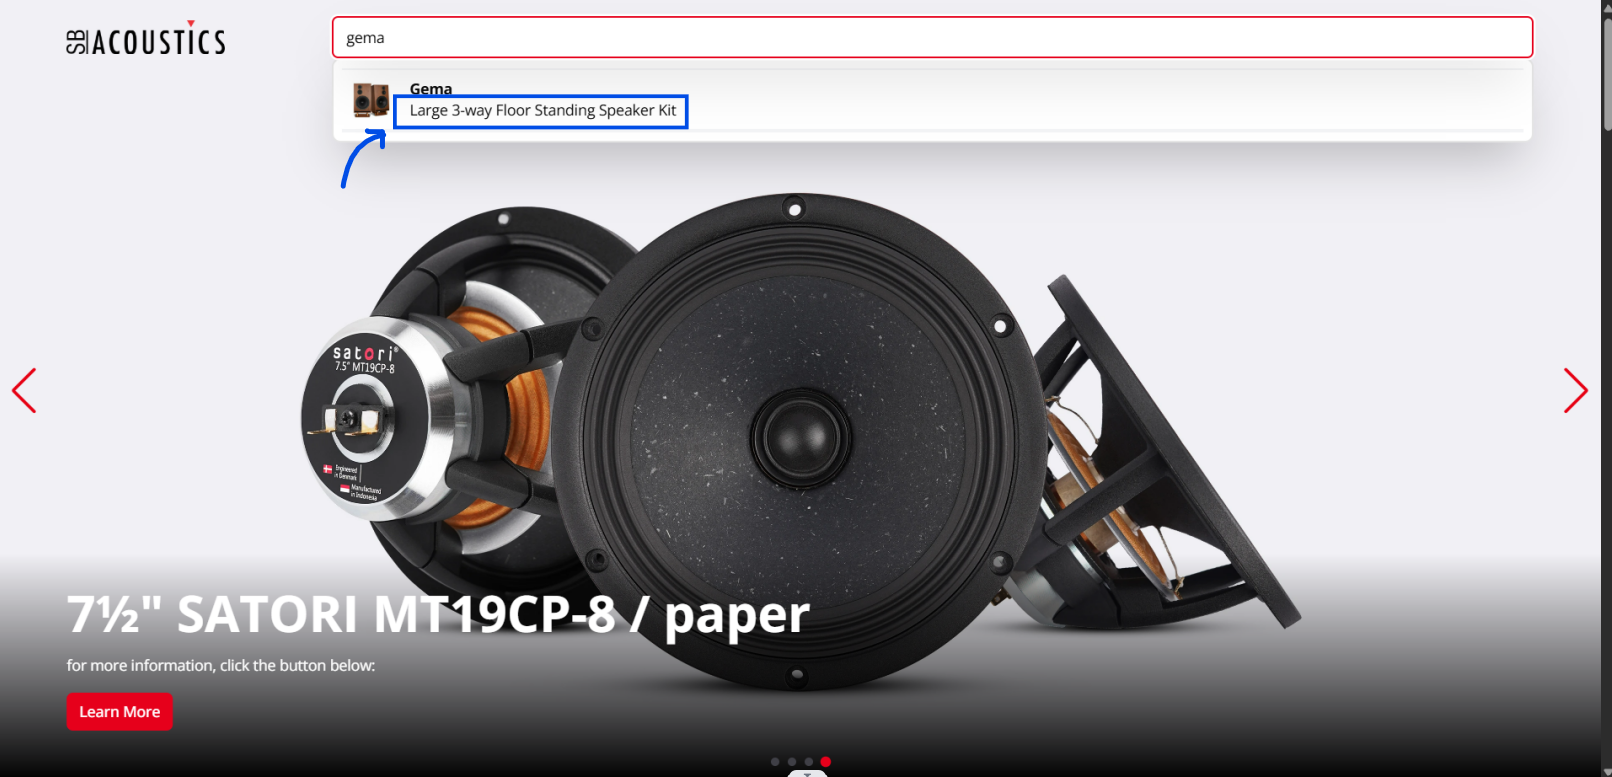 SB ACOUSTICS
gema
Gema
Large 3-way Floor Standing Speaker Kit
satori®
7.5" MT19CP-8
Engineered
in Denmark
Manufactured
in Indonesia
7½" SATORI MT19CP-8 / paper
for more information, click the button below:
Learn More